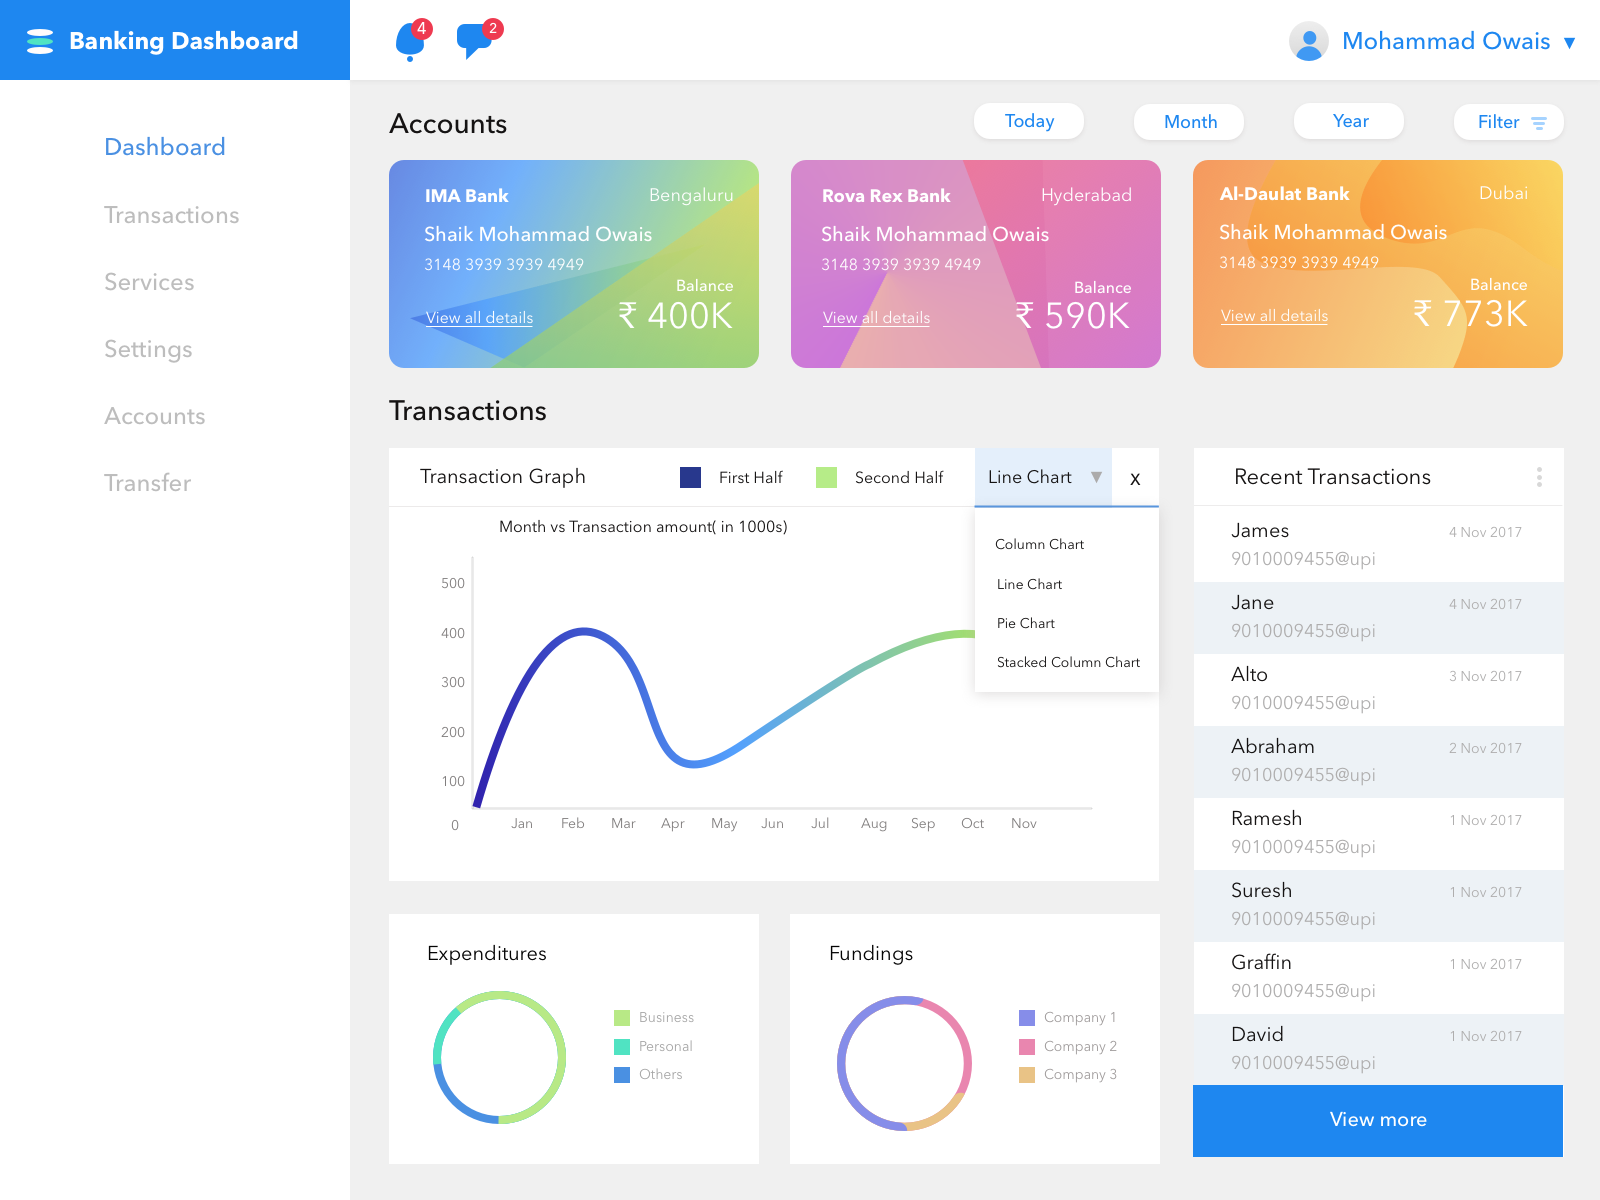 Banking Dashboard
4
2
Mohammad Owais
Dashboard
Transactions
Services
Settings
Accounts
Transfer
Accounts
Today
Month
Year
Filter
IMA Bank
Bengaluru
Shaik Mohammad Owais
3148 3939 3939 4949
Balance
View all details
₹ 400K
Rova Rex Bank
Hyderabad
Shaik Mohammad Owais
3148 3939 3939 4949
Balance
View all details
₹ 590K
Al-Daulat Bank
Dubai
Shaik Mohammad Owais
3148 3939 3939 4949
Balance
View all details
₹ 773K
Transactions
Transaction Graph
First Half
Second Half
Line Chart
x
Month vs Transaction amount( in 1000s)
Column Chart
Line Chart
Pie Chart
Stacked Column Chart
500
400
300
200
100
0
Jan Feb Mar Apr May Jun Jul Aug Sep Oct Nov
Recent Transactions
James
4 Nov 2017
9010009455@upi
Jane
4 Nov 2017
9010009455@upi
Alto
3 Nov 2017
9010009455@upi
Abraham
2 Nov 2017
9010009455@upi
Ramesh
1 Nov 2017
9010009455@upi
Suresh
1 Nov 2017
9010009455@upi
Graffin
1 Nov 2017
9010009455@upi
David
1 Nov 2017
9010009455@upi
View more
Expenditures
Business
Personal
Others
Fundings
Company 1
Company 2
Company 3